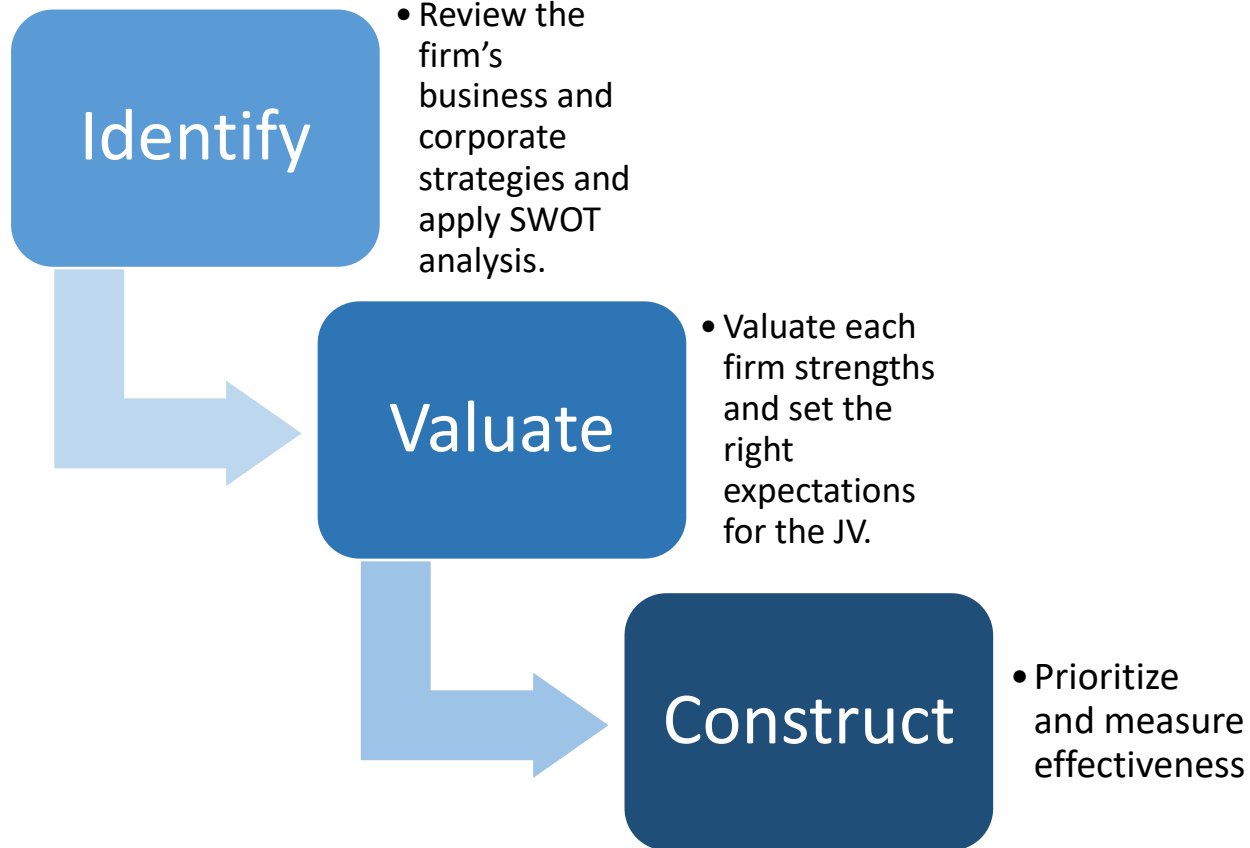 Identify
• Review the
firm’s
business and
corporate
strategies and
apply SWOT
analysis.
Valuate
• Valuate each
firm strengths
and set the
right
expectations
for the JV.
Construct
• Prioritize
and measure
effectiveness